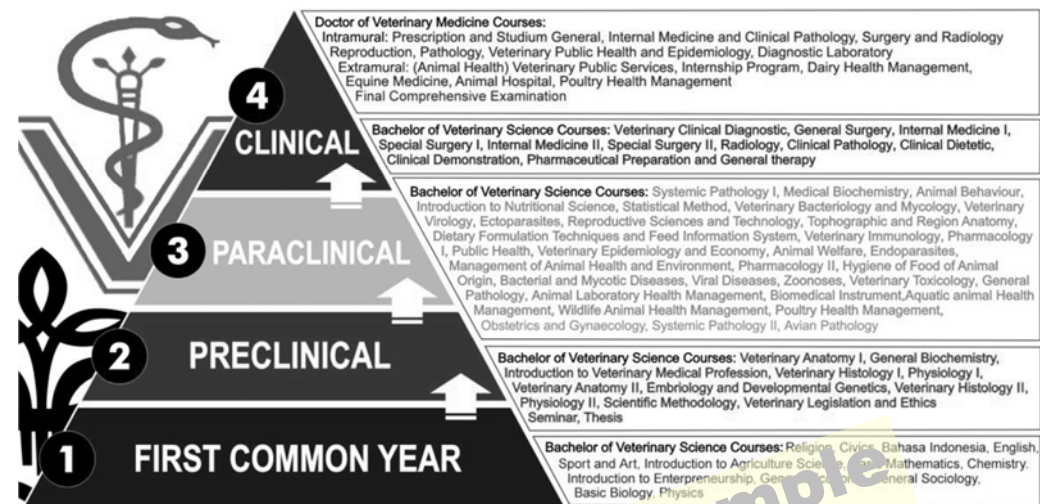 Doctor of Veterinary Medicine Courses:
Intramural: Prescription and Studium General, Internal Medicine and Clinical Pathology, Surgery and Radiology
Reproduction, Pathology, Veterinary Public Health and Epidemiology, Diagnostic Laboratory
Extramural: (Animal Health) Veterinary Public Services, Internship Program, Dairy Health Management,
Equine Medicine, Animal Hospital, Poultry Health Management
Final Comprehensive Examination
4
CLINICAL
Bachelor of Veterinary Science Courses: Veterinary Clinical Diagnostic, General Surgery, Internal Medicine I,
Special Surgery I, Internal Medicine II, Special Surgery II, Radiology, Clinical Pathology, Clinical Dietetic,
Clinical Demonstration, Pharmaceutical Preparation and General therapy
3
PARACLINICAL
Bachelor of Veterinary Science Courses: Systemic Pathology I, Medical Biochemistry, Animal Behaviour,
Introduction to Nutritional Science, Statistical Method, Veterinary Bacteriology and Mycology, Veterinary
Virology, Ectoparasites, Reproductive Sciences and Technology, Tophographic and Region Anatomy,
Dietary Formulation Techniques and Feed Information System, Veterinary Immunology, Pharmacology
I, Public Health, Veterinary Epidemiology and Economy, Animal Welfare, Endoparasites,
Management of Animal Health and Environment, Pharmacology II, Hygiene of Food of Animal
Origin, Bacterial and Mycotic Diseases, Viral Diseases, Zoonoses, Veterinary Toxicology, General
Pathology, Animal Laboratory Health Management, Biomedical Instrument,Aquatic animal Health
Management, Wildlife Animal Health Management, Poultry Health Management,
Obstetrics and Gynaecology, Systemic Pathology II, Avian Pathology
2
PRECLINICAL
Bachelor of Veterinary Science Courses: Veterinary Anatomy I, General Biochemistry,
Introduction to Veterinary Medical Profession, Veterinary Histology I, Physiology I,
Veterinary Anatomy II, Embriology and Developmental Genetics, Veterinary Histology II,
Physiology II, Scientific Methodology, Veterinary Legislation and Ethics
Seminar, Thesis
1
FIRST COMMON YEAR
Bachelor of Veterinary Science Courses: Religion, Civics, Bahasa Indonesia, English,
Sport and Art, Introduction to Agriculture Mathematics, Chemistry.
Introduction to Enterpreneurship, General Sociology,
Basic Biology, Physics